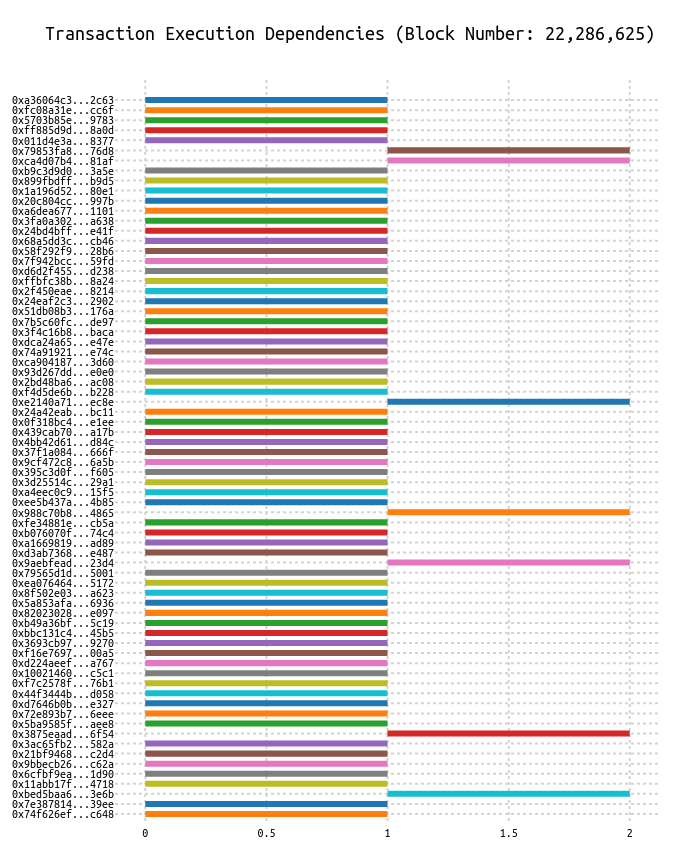 Transaction Execution Dependencies (Block Number: 22,286,625)
0xa36064c3...2c63
0xfc08a31e...cc6f
0x5703b85e...9783
0xff885d9d...8a0d
0x011d4e3a...8377
0x79853fa8...76d8
0xca4d07b4...81af
0xb9c3d9d0...3a5e
0x899fbdff...b9d5
0x1a196d52...80e1
0x20c804cc...997b
0xa6dea677...1101
0x3fa0a302...a638
0x24bd4bff...e41f
0x68a5dd3c...cb46
0x58f292f9...28b6
0x7f942bcc...59fd
0xd6d2f455...d238
0xffbfc38b...8a24
0x2f450eae...8214
0x24eaf2c3...2902
0x51db08b3...176a
0x7b5c60fc...de97
0x3f4c16b8...baca
0xdca24a65...e47e
0x74a91921...e74c
0xca904187...3d60
0x93d267dd...e0e0
0x2bd48ba6...ac08
0xf4d5de6b...b228
0xe2140a71...ec8e
0x24a42eab...bc11
0x0f318bc4...e1ee
0x439cab70...a17b
0x4bb42d61...d84c
0x37f1a084...666f
0x9cf472c8...6a5b
0x395c3d0f...f605
0x3d25514c...29a1
0xa4eec0c9...15f5
0xee5b437a...4b85
0x988c70b8...4865
0xfe34881e...cb5a
0xb076070f...74c4
0xa1669819...ad89
0xd3ab7368...e487
0x9aebfead...23d4
0x79565d1d...5001
0xea076464...5172
0x8f502e03...a623
0x5a853afa...6936
0x82023028...e097
0xb49a36bf...5c19
0xbbc131c4...45b5
0x3693cb97...9270
0xf16e7697...00a5
0xd224aeef...a767
0x10021460...c5c1
0xf7c2578f...76b1
0x44f3444b...d058
0xd7646b0b...e327
0x72e893b7...6eee
0x5ba9585f...aee8
0x3875eaad...6f54
0x3ac65fb2...582a
0x21bf9468...c2d4
0x9bbecb26...c62a
0x6cfbf9ea...1d90
0x11abb17f...4718
0xbed5baa6...3e6b
0x7e387814...39ee
0x74f626ef...c648
0 0.5 1 1.5 2